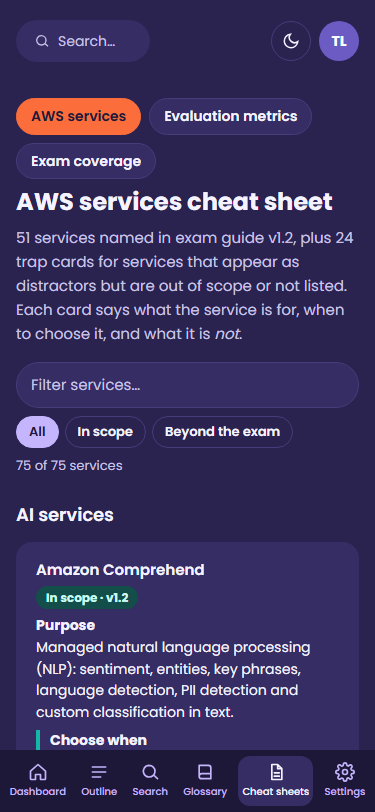 Search...
TL
AWS services
Evaluation metrics
Exam coverage
AWS services cheat sheet
51 services named in exam guide v1.2, plus 24
trap cards for services that appear as
distractors but are out of scope or not listed.
Each card says what the service is for, when
to choose it, and what it is not.
Filter services...
All
In scope
Beyond the exam
75 of 75 services
AI services
Amazon Comprehend
In scope · v1.2
Purpose
Managed natural language processing
(NLP): sentiment, entities, key phrases,
language detection, PII detection and
custom classification in text.
Choose when
Dashboard
Outline
Search
Glossary
Cheat sheets
Settings